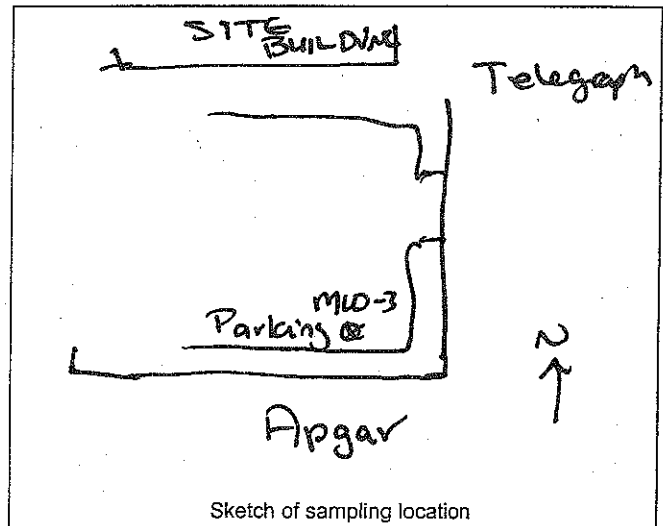 SITE
BUILDING
Telegraph
MW-3
Parking
N
Apgar
Sketch of sampling location